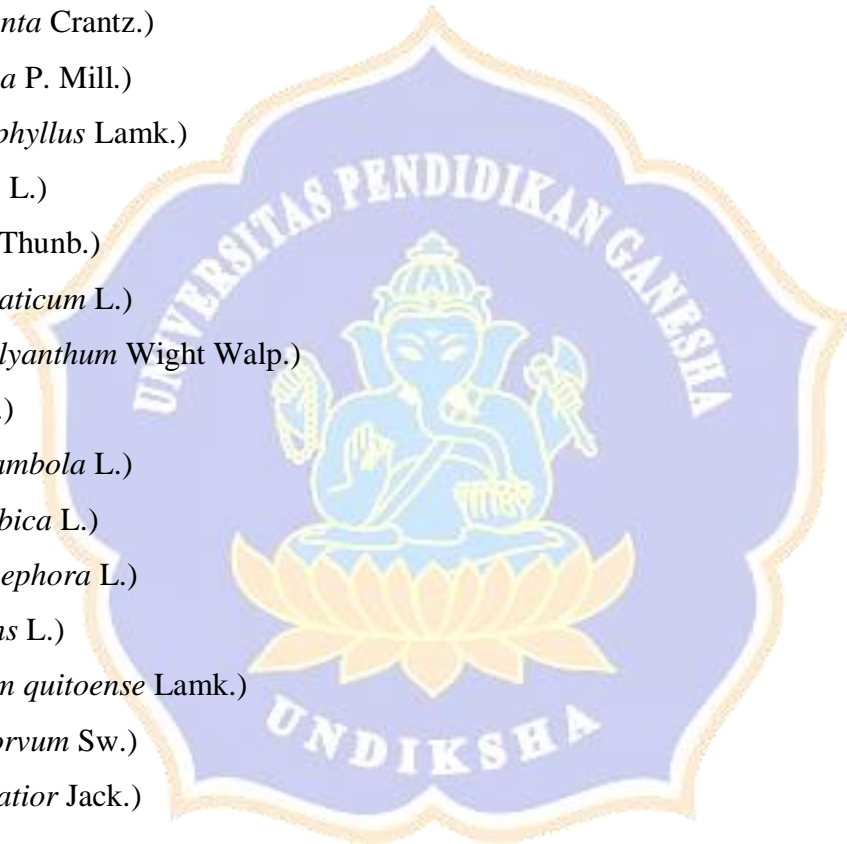 nta Crantz.)
a P. Mill.)
phyllus Lamk.)
L.)
Thunb.)
aticum L.)
lyanthum Wight Walp.)
.)
ambola L.)
bica L.)
ephora L.)
ns L.)
m quitoense Lamk.)
orvum Sw.)
atior Jack.)
UNIVERSITAS PENDIDIKAN GANESHA
UNDIKSHA